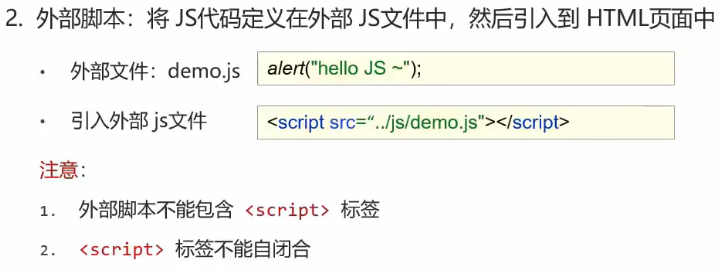 2. 外部脚本：将 JS代码定义在外部 JS文件中，然后引入到 HTML页面中
• 外部文件：demo.js alert("hello JS ~");
• 引入外部 js文件 <script src=“../js/demo.js"></script>
注意：
1. 外部脚本不能包含 <script> 标签
2. <script> 标签不能自闭合